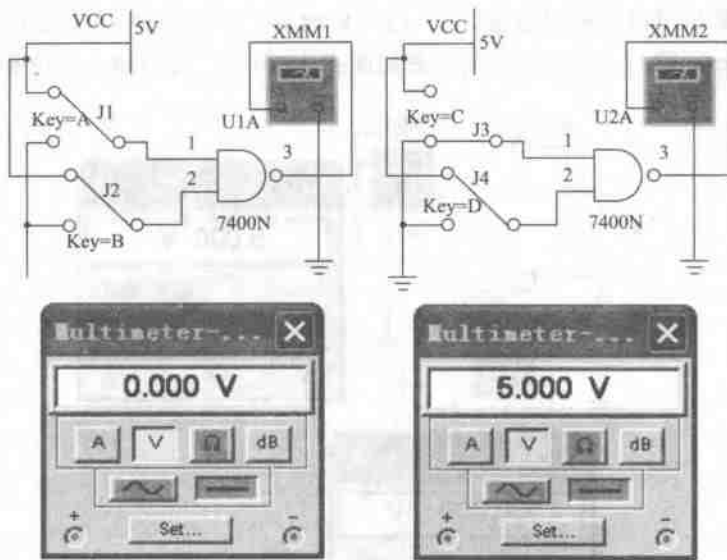 VCC 5V XMM1
J1
Key=A
U1A
1
2
3
J2
7400N
Key=B
VCC 5V XMM2
Key=C
J3
U2A
1
2
3
J4
Key=D
7400N
Multimeter-...
0.000 V
A V Ω dB
+ Set... -
Multimeter-...
5.000 V
A V Ω dB
+ Set... -